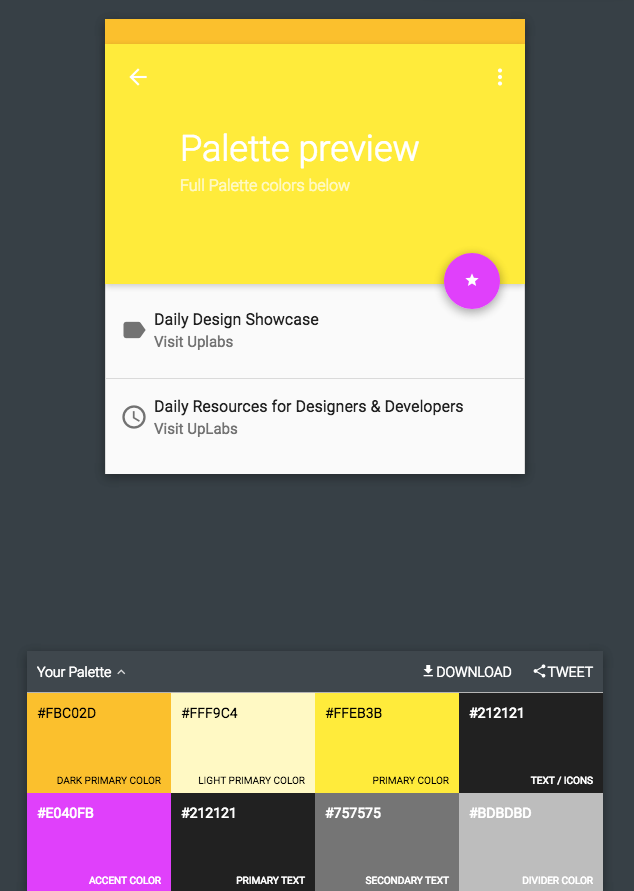 Palette preview
Full Palette colors below
Daily Design Showcase
Visit Uplabs
Daily Resources for Designers & Developers
Visit UpLabs
Your Palette
DOWNLOAD
TWEET
#FBC02D
DARK PRIMARY COLOR
#FFF9C4
LIGHT PRIMARY COLOR
#FFEB3B
PRIMARY COLOR
#212121
TEXT / ICONS
#E040FB
ACCENT COLOR
#212121
PRIMARY TEXT
#757575
SECONDARY TEXT
#BDBDBD
DIVIDER COLOR